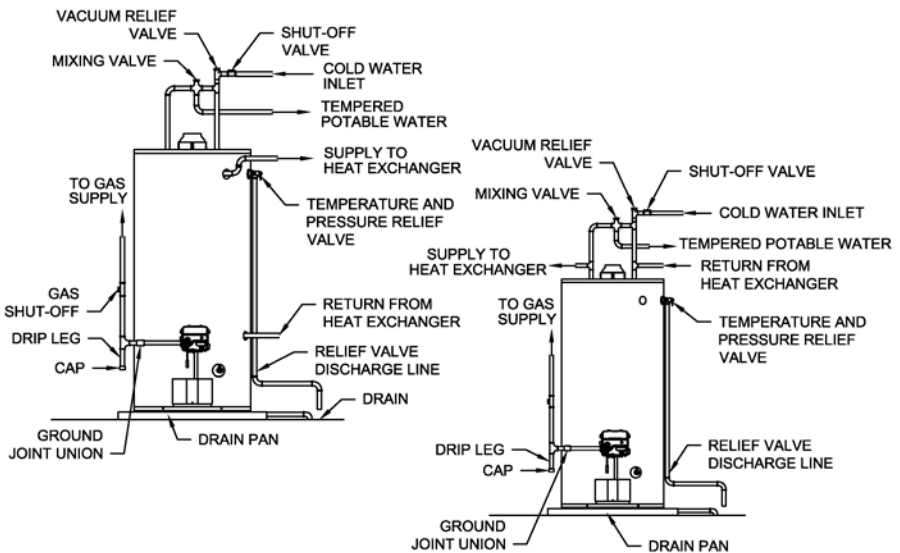 VACUUM RELIEF
VALVE
SHUT-OFF
VALVE
MIXING VALVE
COLD WATER
INLET
TEMPERED
POTABLE WATER
SUPPLY TO
HEAT EXCHANGER
TO GAS
SUPPLY
TEMPERATURE AND
PRESSURE RELIEF
VALVE
GAS
SHUT-OFF
RETURN FROM
HEAT EXCHANGER
DRIP LEG
RELIEF VALVE
DISCHARGE LINE
CAP
DRAIN
GROUND
JOINT UNION
DRAIN PAN
VACUUM RELIEF
VALVE
SHUT-OFF VALVE
MIXING VALVE
COLD WATER INLET
TEMPERED POTABLE WATER
SUPPLY TO
HEAT EXCHANGER
RETURN FROM
HEAT EXCHANGER
TO GAS
SUPPLY
TEMPERATURE AND
PRESSURE RELIEF
VALVE
DRIP LEG
CAP
RELIEF VALVE
DISCHARGE LINE
GROUND
JOINT UNION
DRAIN PAN